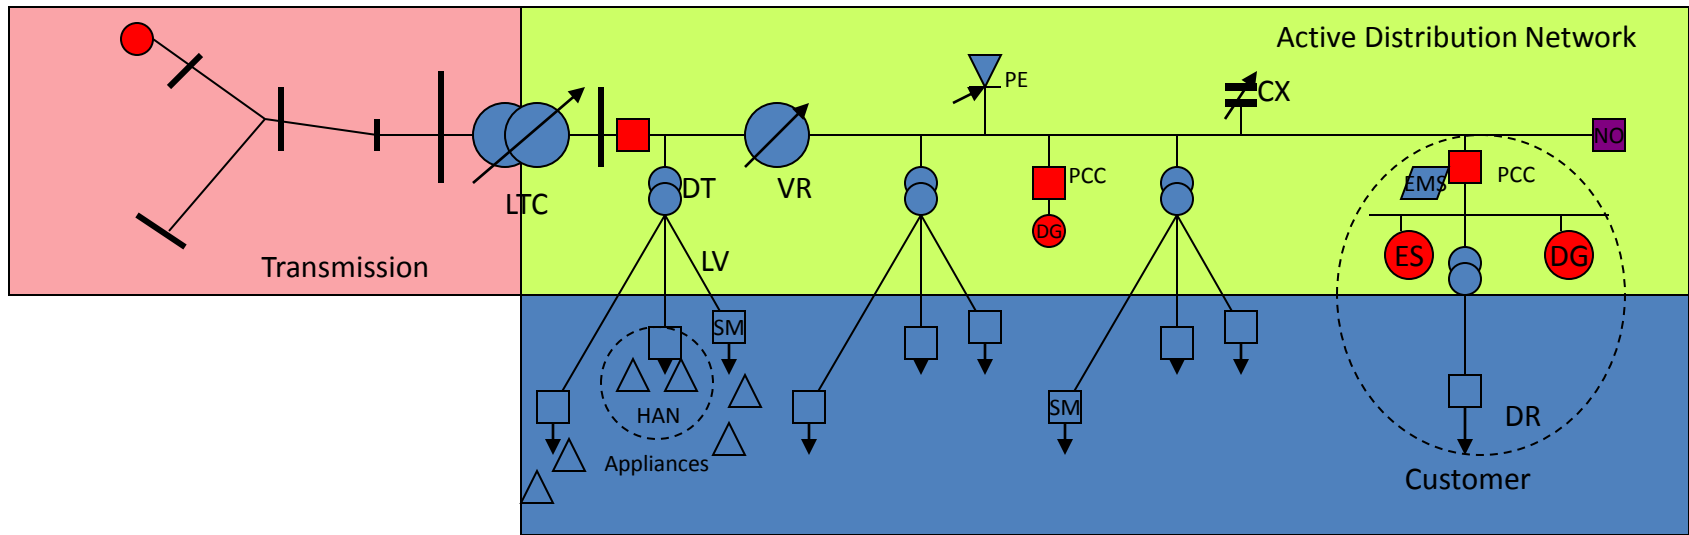 Active Distribution Network
PE
CX
NO
LTC
DT
VR
PCC
EMS
PCC
DG
ES
DG
Transmission
LV
SM
HAN
SM
DR
Appliances
Customer